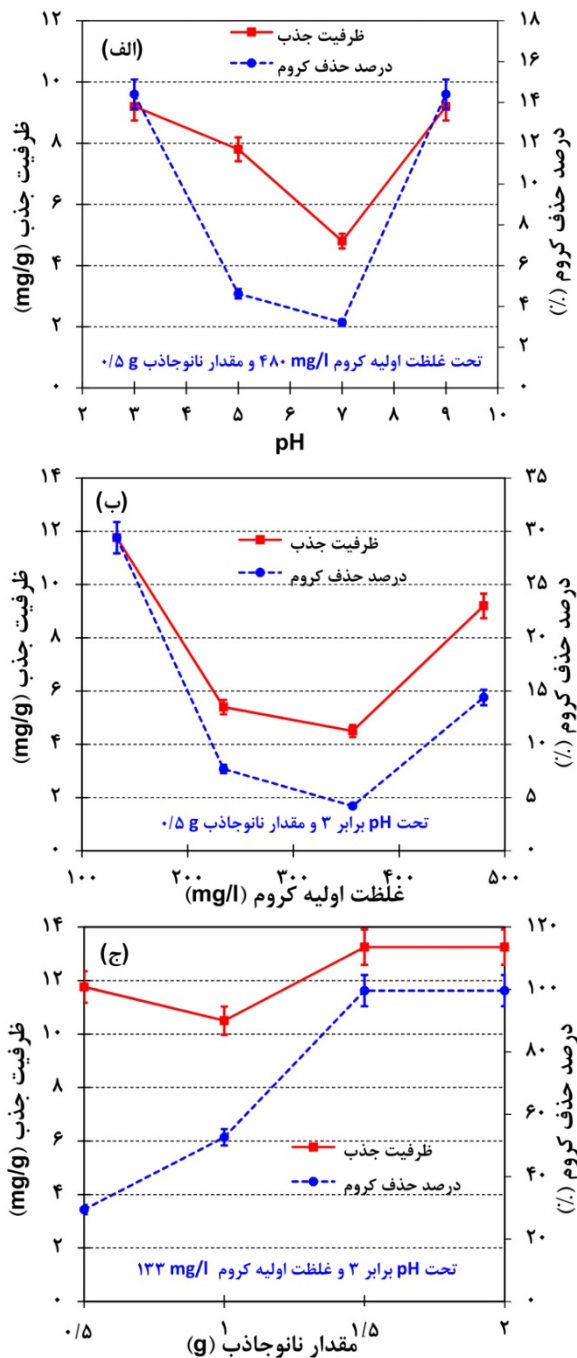 (الف)
ظرفیت جذب
درصد حذف کروم
ظرفیت جذب (mg/g)
۱۲
۱۰
۸
۶
۴
۲
۰
درصد حذف کروم (٪)
۱۸
۱۶
۱۴
۱۲
۱۰
۸
۶
۴
۲
۰
تحت غلظت اولیه کروم ۴۸۰ mg/l و مقدار نانوجاذب ۰/۵ g
۲ ۳ ۴ ۵ ۶ ۷ ۸ ۹ ۱۰
pH
(ب)
ظرفیت جذب
درصد حذف کروم
ظرفیت جذب (mg/g)
۱۴
۱۲
۱۰
۸
۶
۴
۲
۰
درصد حذف کروم (٪)
۳۵
۳۰
۲۵
۲۰
۱۵
۱۰
۵
۰
تحت pH برابر ۳ و مقدار نانوجاذب ۰/۵ g
۱۰۰ ۲۰۰ ۳۰۰ ۴۰۰ ۵۰۰
غلظت اولیه کروم (mg/l)
(ج)
ظرفیت جذب
درصد حذف کروم
ظرفیت جذب (mg/g)
۱۴
۱۲
۱۰
۸
۶
۴
۲
۰
درصد حذف کروم (٪)
۱۲۰
۱۰۰
۸۰
۶۰
۴۰
۲۰
۰
تحت pH برابر ۳ و غلظت اولیه کروم ۱۳۳ mg/l
۰/۵ ۱ ۱/۵ ۲
مقدار نانوجاذب (g)